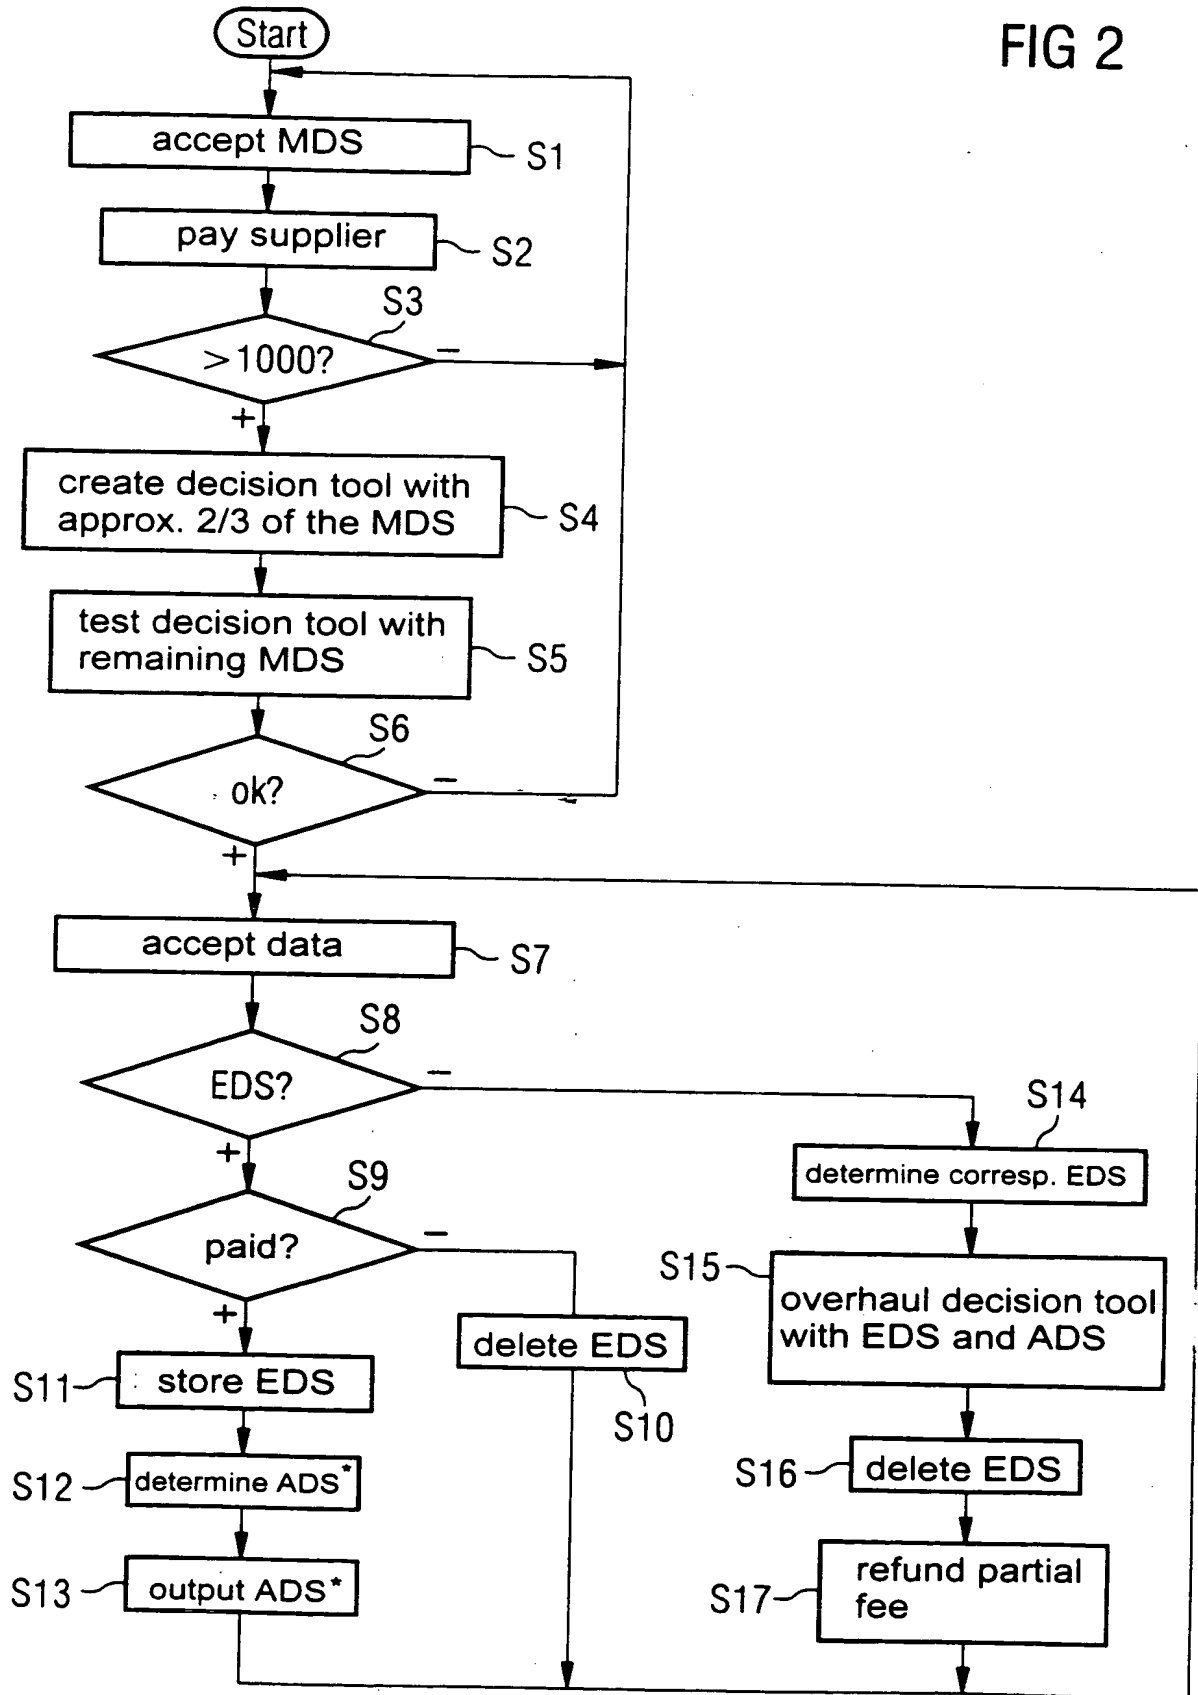 FIG 2
Start
accept MDS
S1
pay supplier
S2
S3
>1000?
−
+
create decision tool with
approx. 2/3 of the MDS
S4
test decision tool with
remaining MDS
S5
S6
ok?
−
+
accept data
S7
S8
EDS?
−
+
S14
determine corresp. EDS
S9
paid?
−
+
S15
overhaul decision tool
with EDS and ADS
delete EDS
S10
S11
store EDS
S16
delete EDS
S12
determine ADS*
S17
refund partial
fee
S13
output ADS*